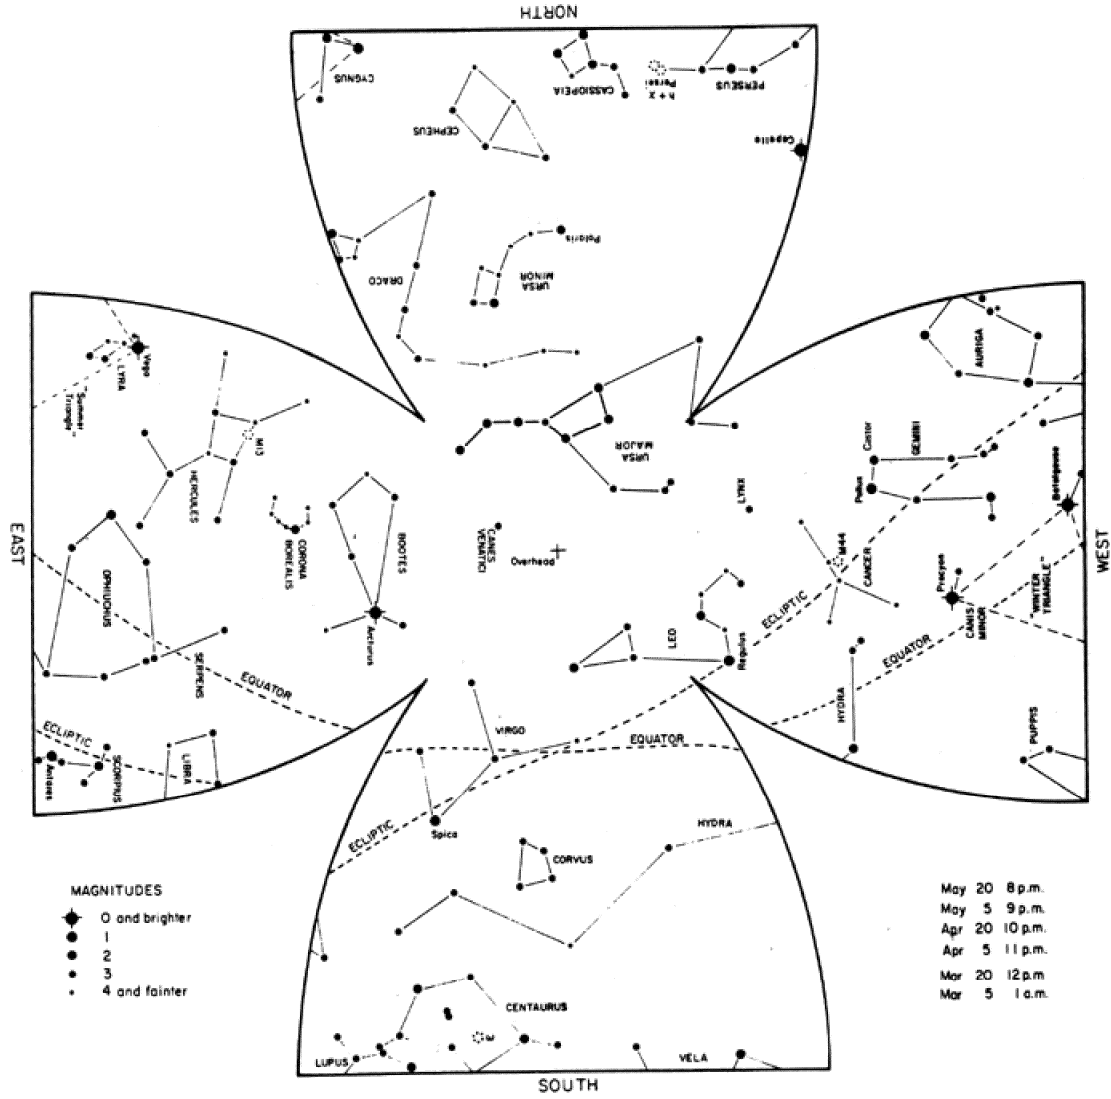 NORTH
CYGNUS
CEPHEUS
CASSIOPEIA
h + χ
Persei
PERSEUS
Capella
DRACO
URSA
MINOR
Polaris
Vega
LYRA
"Summer
Triangle"
M13
HERCULES
CORONA
BOREALIS
BOOTES
Arcturus
OPHIUCHUS
SERPENS
EQUATOR
ECLIPTIC
Antares
SCORPIUS
LIBRA
EAST
URSA
MAJOR
CANES
VENATICI
Overhead
LYNX
LEO
Regulus
ECLIPTIC
AURIGA
Castor
GEMINI
Pollux
M44
CANCER
Betelgeuse
Procyon
CANIS
MINOR
"WINTER
TRIANGLE"
EQUATOR
HYDRA
PUPPIS
WEST
VIRGO
EQUATOR
Spica
ECLIPTIC
HYDRA
CORVUS
CENTAURUS
ω
LUPUS
VELA
SOUTH
MAGNITUDES
0 and brighter
1
2
3
4 and fainter
May 20 8 p.m.
May 5 9 p.m.
Apr 20 10 p.m.
Apr 5 11 p.m.
Mar 20 12 p.m
Mar 5 1 a.m.